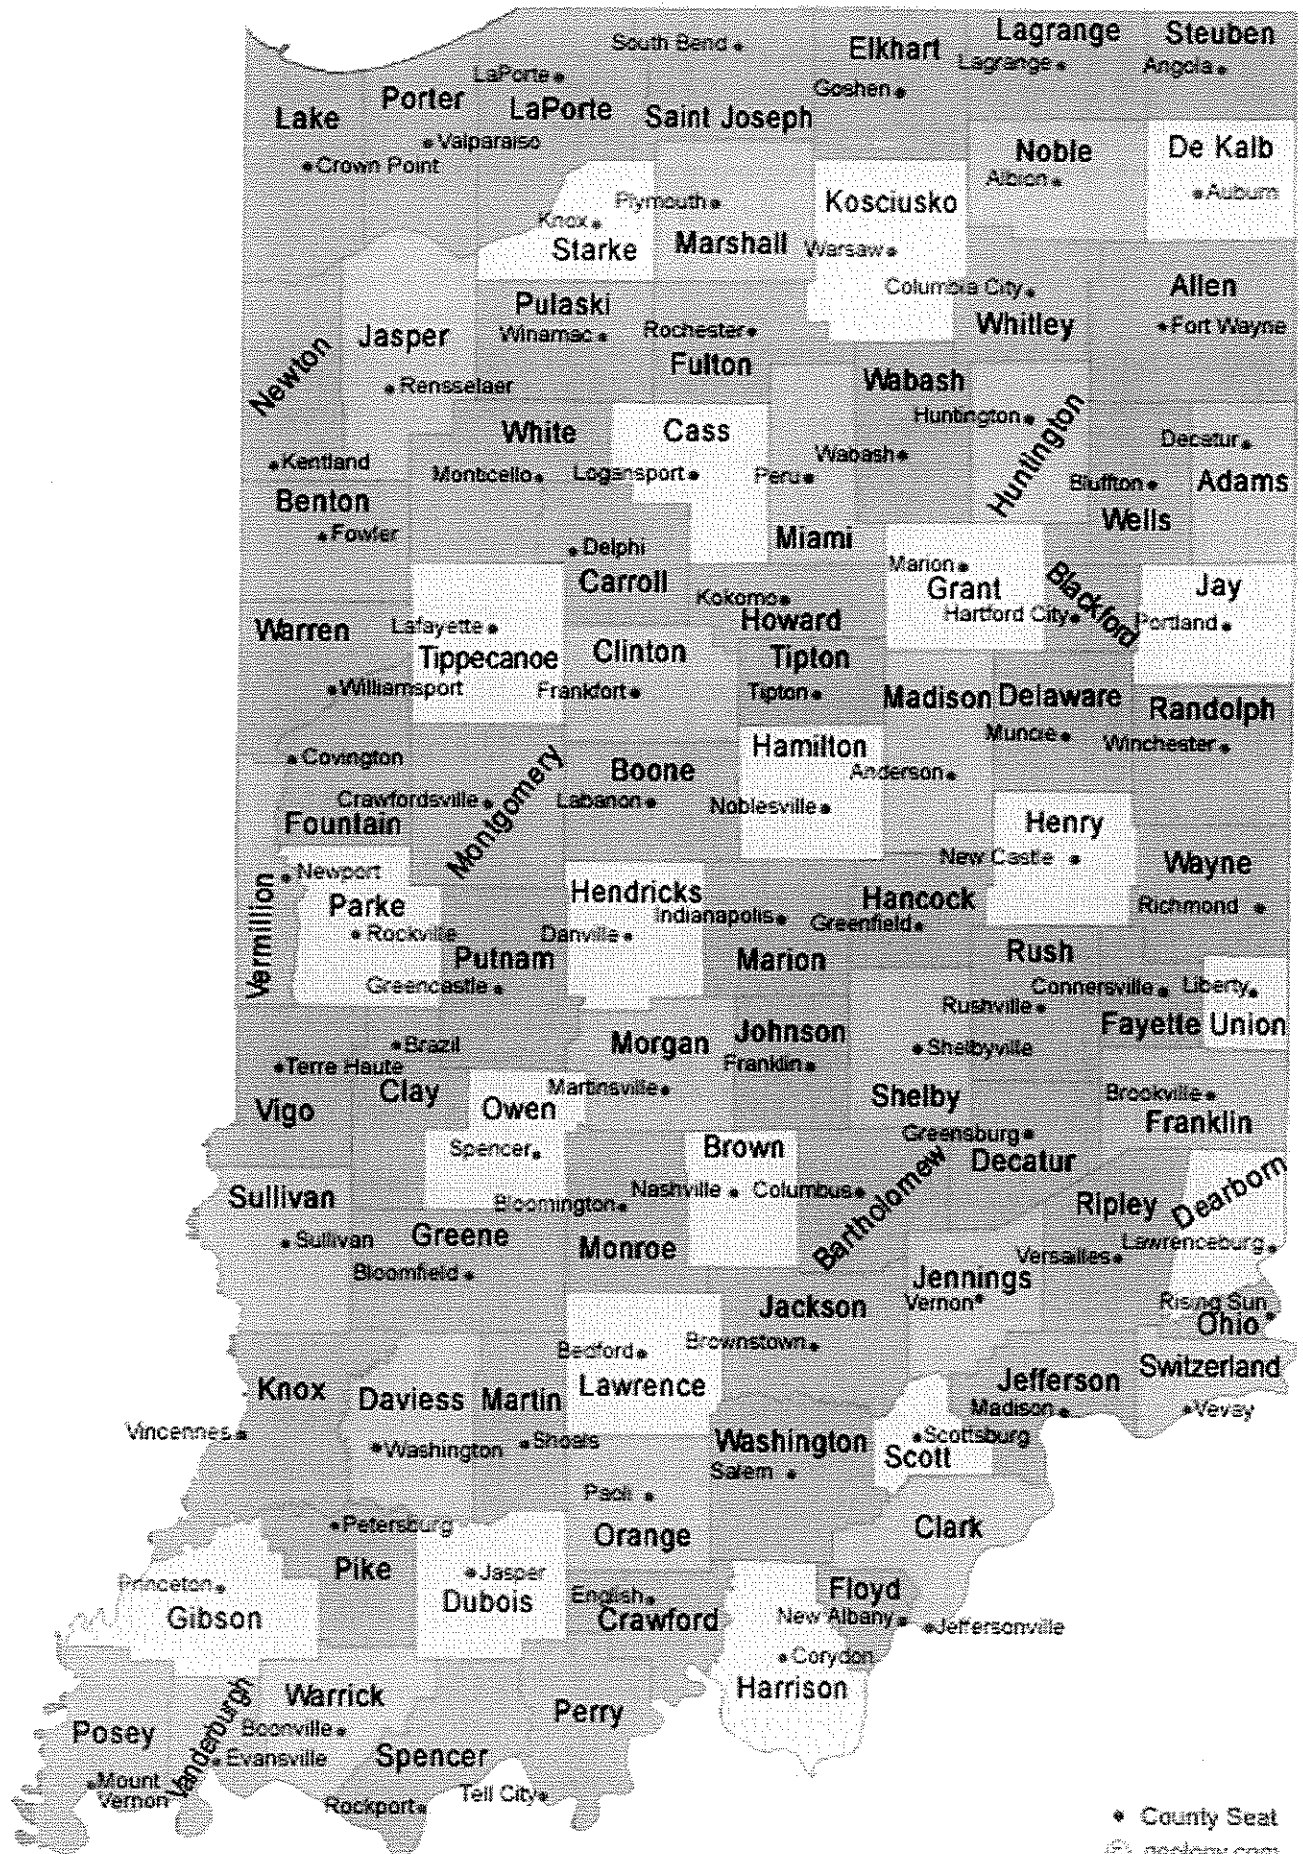 South Bend
Elkhart
Lagrange
Steuben
LaPorte
Lagrange
Angola
Goshen
Porter
LaPorte
Lake
Saint Joseph
Valparaiso
Crown Point
Noble
De Kalb
Albion
Auburn
Kosciusko
Plymouth
Knox
Starke
Marshall
Warsaw
Columbia City
Allen
Pulaski
Whitley
Fort Wayne
Jasper
Winamac
Rochester
Newton
Fulton
Wabash
Rensselaer
Huntington
Huntington
White
Cass
Decatur
Kentland
Monticello
Logansport
Peru
Wabash
Bluffton
Adams
Benton
Wells
Fowler
Delphi
Miami
Marion
Carroll
Grant
Blackford
Jay
Kokomo
Howard
Hartford City
Portland
Warren
Lafayette
Clinton
Tippecanoe
Tipton
Williamsport
Frankfort
Tipton
Madison
Delaware
Randolph
Muncie
Winchester
Hamilton
Covington
Boone
Anderson
Crawfordsville
Montgomery
Labanon
Noblesville
Fountain
Henry
New Castle
Wayne
Newport
Vermillion
Parke
Hendricks
Hancock
Richmond
Rockville
Danville
Indianapolis
Greenfield
Putnam
Marion
Rush
Greencastle
Connersville
Liberty
Rushville
Fayette
Union
Morgan
Johnson
Brazil
Shelbyville
Terre Haute
Franklin
Clay
Martinsville
Vigo
Owen
Shelby
Brookville
Franklin
Spencer
Brown
Greensburg
Decatur
Sullivan
Bloomington
Nashville
Columbus
Bartholomew
Ripley
Dearborn
Sullivan
Greene
Monroe
Versailles
Lawrenceburg
Bloomfield
Jennings
Vernon
Jackson
Rising Sun
Ohio
Bedford
Brownstown
Knox
Daviess
Martin
Lawrence
Jefferson
Switzerland
Madison
Vevay
Vincennes
Washington
Shoals
Washington
Scottsburg
Scott
Salem
Paoli
Petersburg
Orange
Clark
Pike
Jasper
Princeton
Gibson
Dubois
English
Crawford
Floyd
New Albany
Jeffersonville
Corydon
Harrison
Warrick
Perry
Posey
Vanderburgh
Boonville
Evansville
Spencer
Mount
Vernon
Rockport
Tell City
County Seat
geology.com